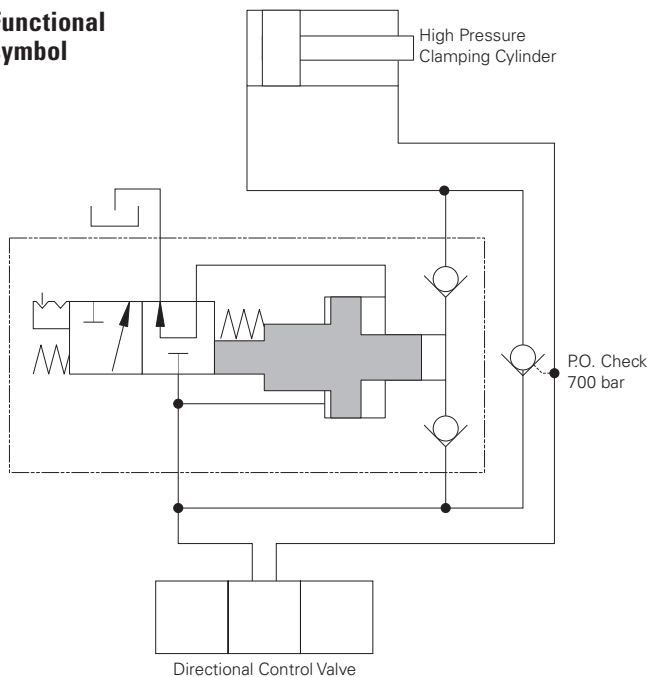 Functional
symbol
High Pressure
Clamping Cylinder
P.O. Check
700 bar
Directional Control Valve